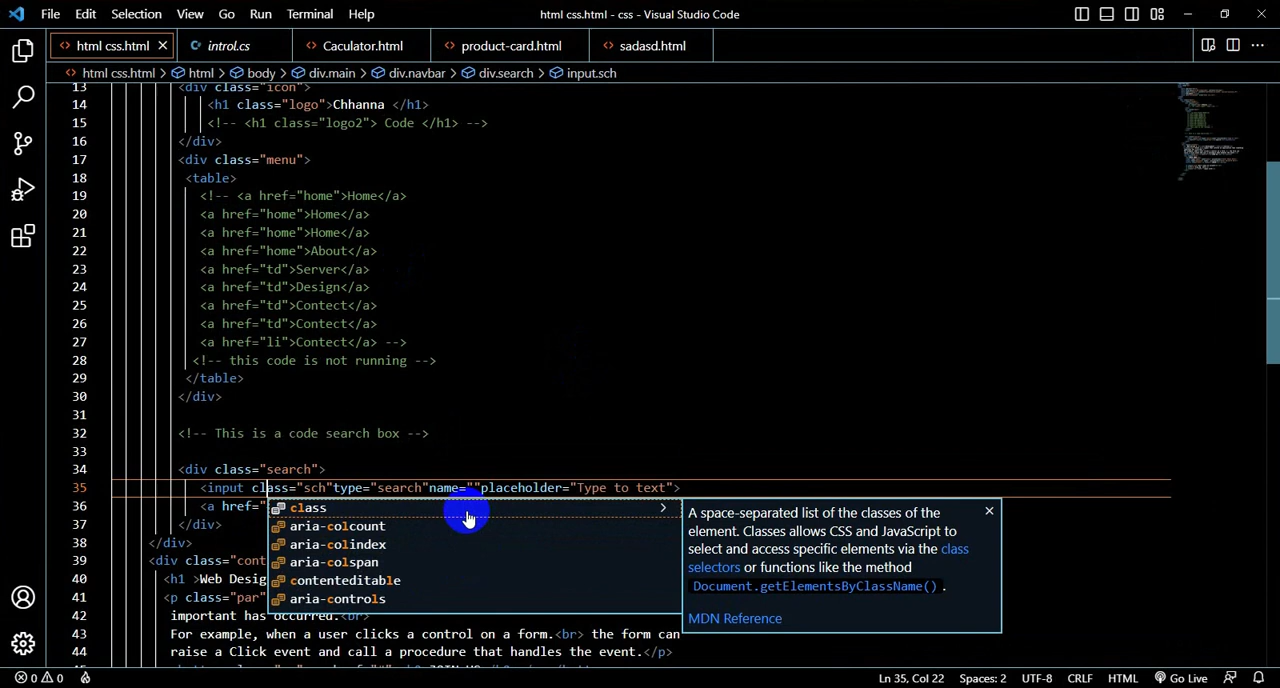 File Edit Selection View Go Run Terminal Help
html css.html - css - Visual Studio Code
html css.html introl.cs Caculator.html product-card.html sadasd.html
html css.html > html > body > div.main > div.navbar > div.search > input.sch
13 <div class="icon">
14 <h1 class="logo">Chhanna </h1>
15 <!-- <h1 class="logo2"> Code </h1> -->
16 </div>
17 <div class="menu">
18 <table>
19 <!-- <a href="home">Home</a>
20 <a href="home">Home</a>
21 <a href="home">Home</a>
22 <a href="home">About</a>
23 <a href="td">Server</a>
24 <a href="td">Design</a>
25 <a href="td">Contect</a>
26 <a href="td">Contect</a>
27 <a href="li">Contect</a> -->
28 <!-- this code is not running -->
29 </table>
30 </div>
31
32 <!-- This is a code search box -->
33
34 <div class="search">
35 <input class="sch"type="search"name=""placeholder="Type to text">
36 <a href="
37 </div>
38 </div>
39 <div class="cont
40 <h1 >Web Desig
41 <p class="par"
42 important has occurred.<br>
43 For example, when a user clicks a control on a form.<br> the form can
44 raise a Click event and call a procedure that handles the event.</p>
class
aria-colcount
aria-colindex
aria-colspan
contenteditable
aria-controls
A space-separated list of the classes of the
element. Classes allows CSS and JavaScript to
select and access specific elements via the class
selectors or functions like the method
Document.getElementsByClassName() .
MDN Reference
0 0
Ln 35, Col 22 Spaces: 2 UTF-8 CRLF HTML Go Live